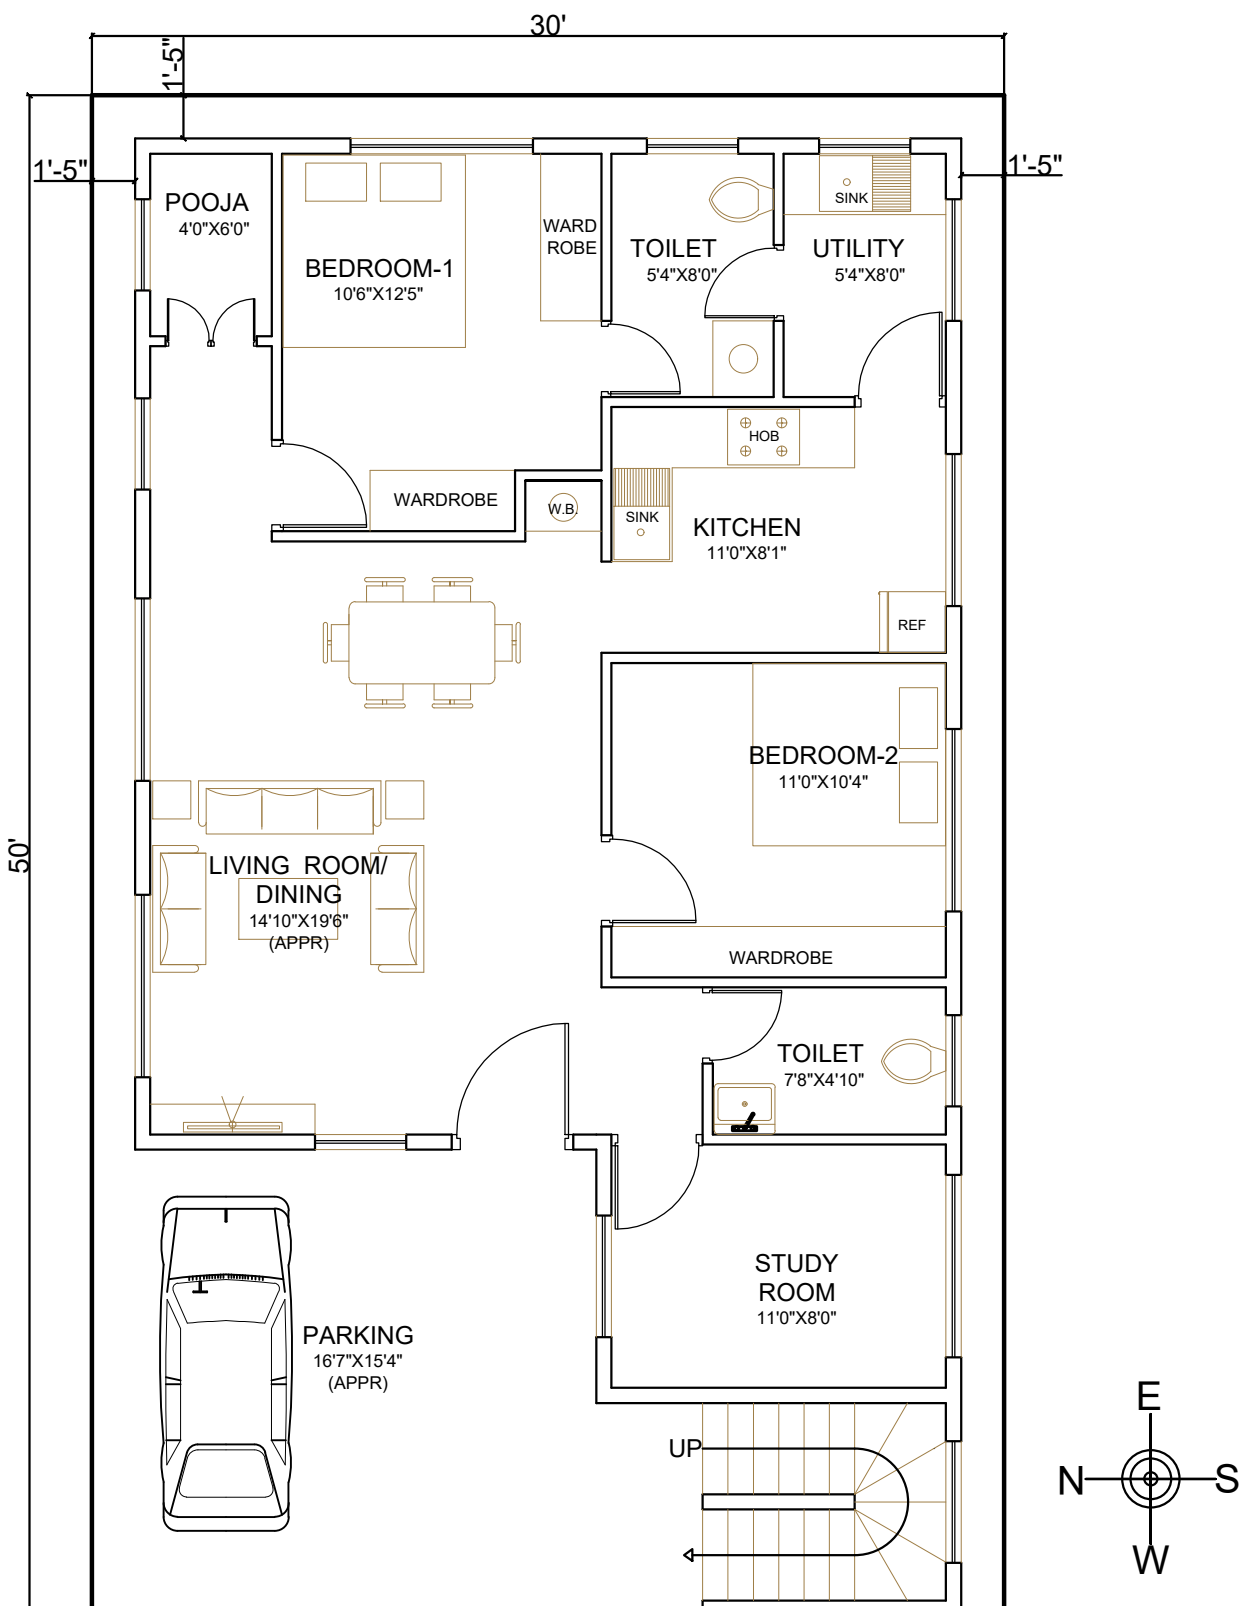 30'
1'-5"
1'-5"
1'-5"
POOJA
4'0"X6'0"
BEDROOM-1
10'6"X12'5"
WARD
ROBE
TOILET
5'4"X8'0"
SINK
UTILITY
5'4"X8'0"
WARDROBE
W.B.
HOB
SINK
KITCHEN
11'0"X8'1"
REF
BEDROOM-2
11'0"X10'4"
50'
LIVING ROOM/
DINING
14'10"X19'6"
(APPR)
WARDROBE
TOILET
7'8"X4'10"
STUDY
ROOM
11'0"X8'0"
PARKING
16'7"X15'4"
(APPR)
UP
E
N
S
W